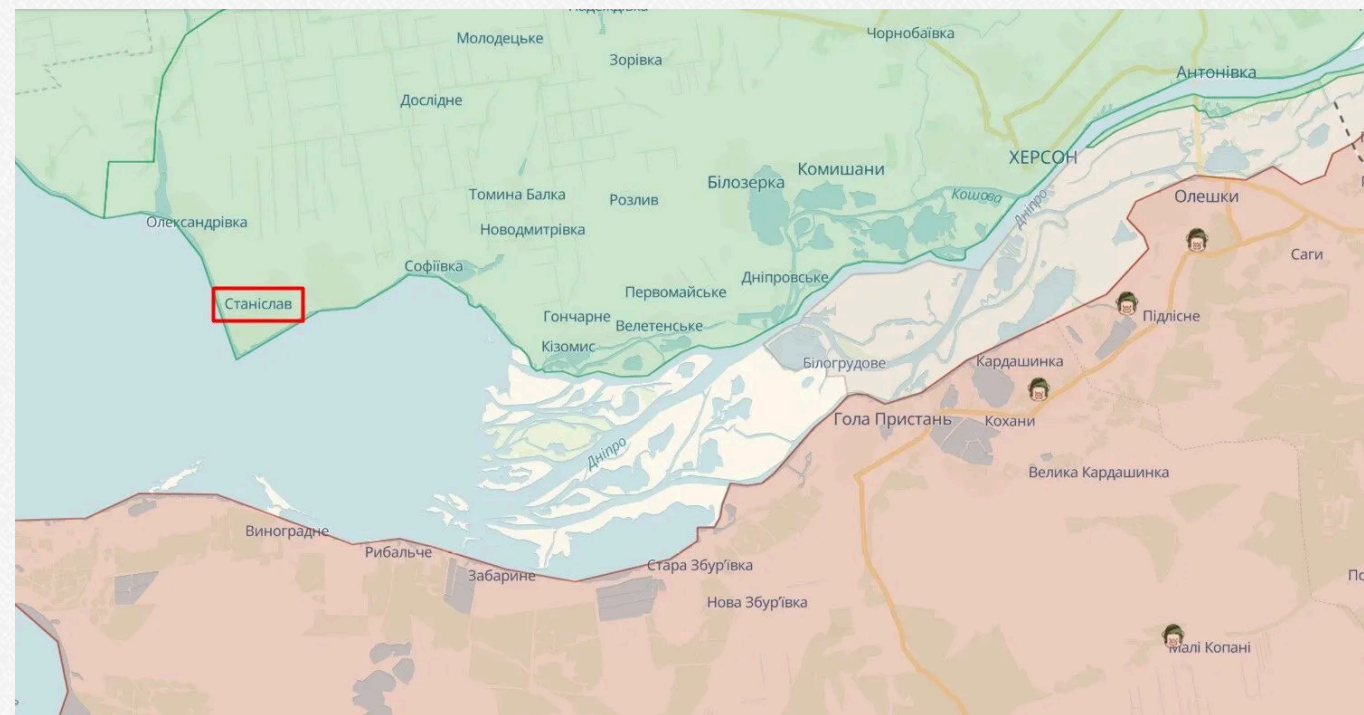 Молодецьке
Чорнобаївка
Зорівка
Антонівка
Дослідне
ХЕРСОН
Комишани
Білозерка
Томина Балка
Розлив
Кошова
Дніпро
Олешки
Олександрівка
Новодмитрівка
Саги
Софіївка
Дніпровське
Первомайське
Станіслав
Гончарне
Велетенське
Підлісне
Кізомис
Білогрудове
Кардашинка
Гола Пристань
Кохани
Дніпро
Велика Кардашинка
Виноградне
Рибальче
Забарине
Стара Збур'ївка
Нова Збур'ївка
Малі Копані